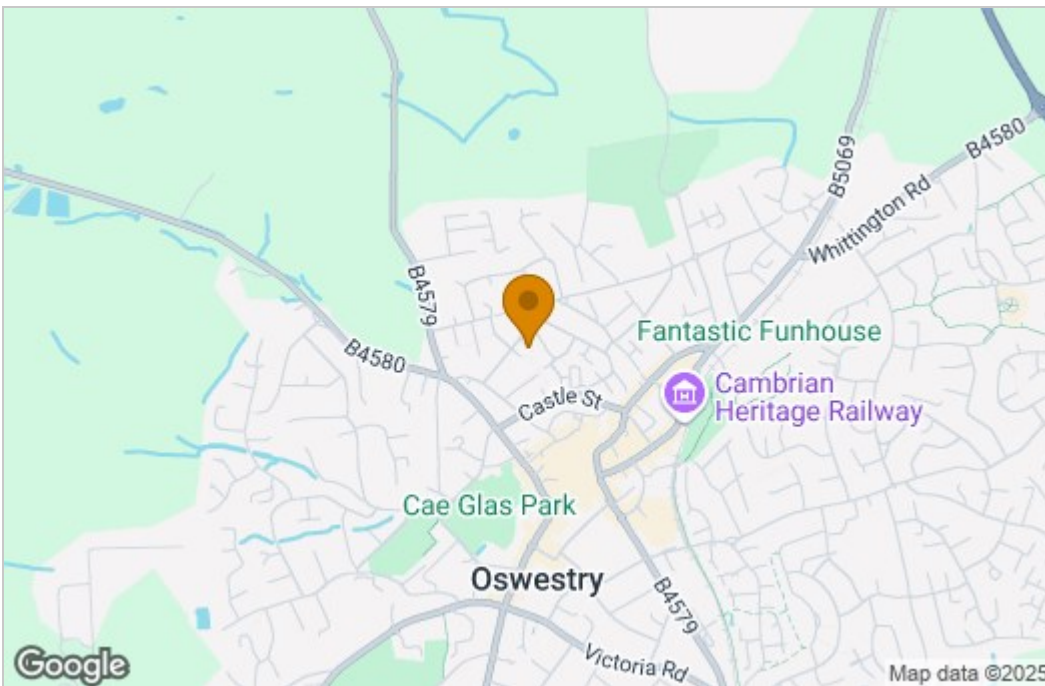 B4580
B5069
Whittington Rd
B4579
Fantastic Funhouse
B4580
Cambrian
Heritage Railway
Castle St
Cae Glas Park
Oswestry
B4579
Victoria Rd
Google
Map data ©2025